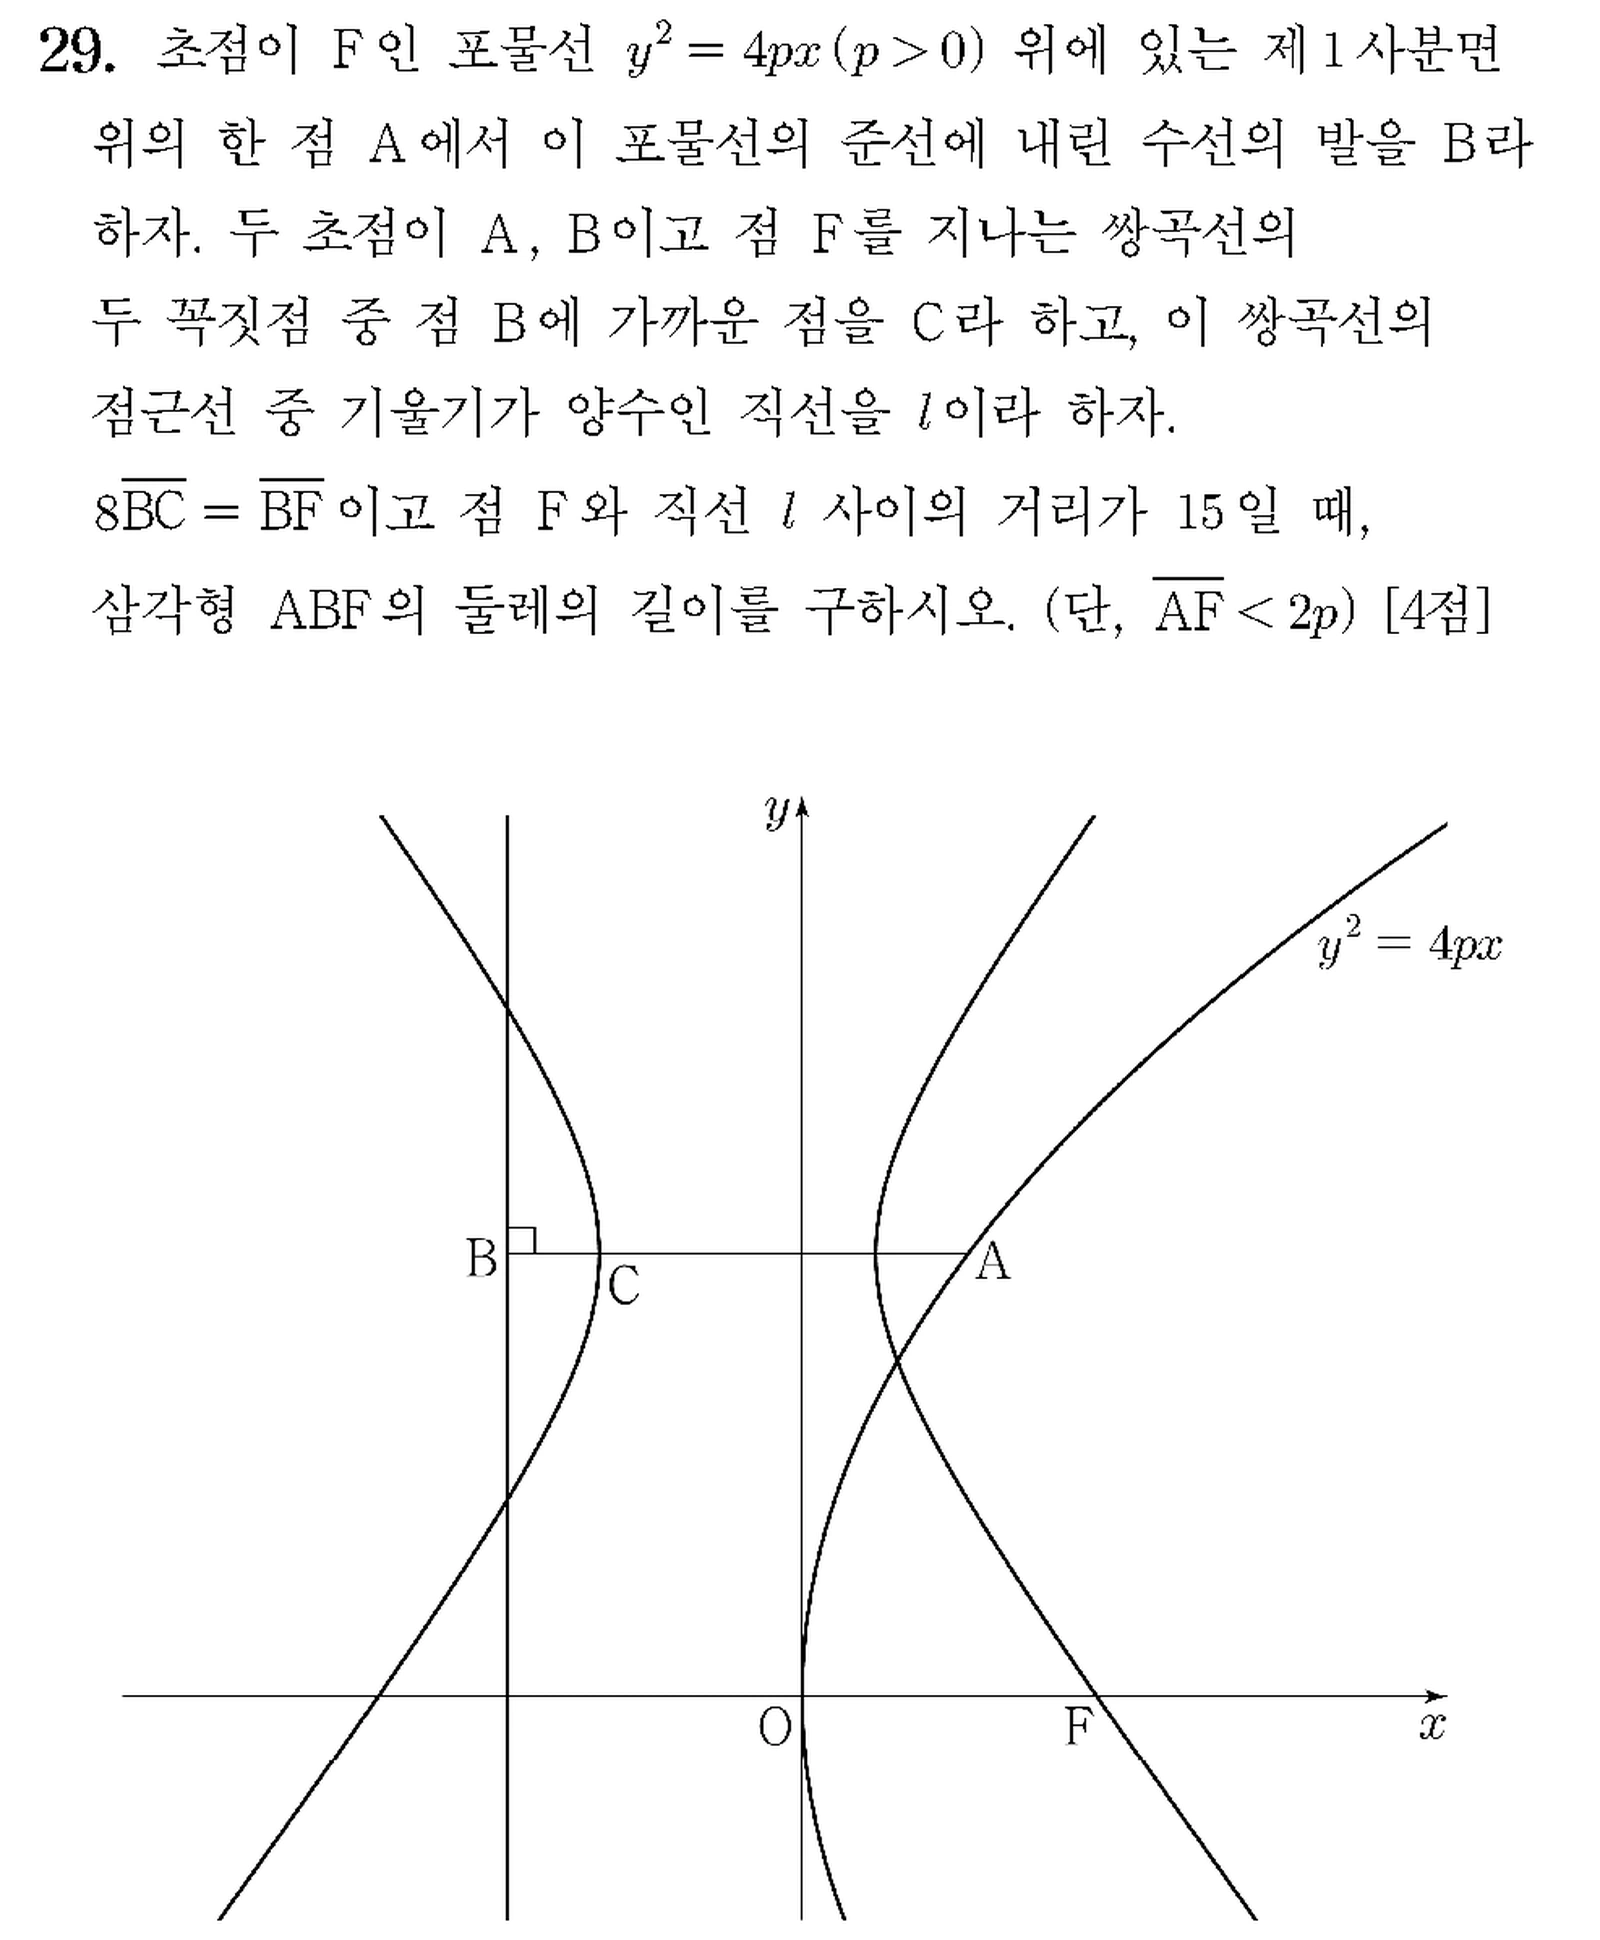 29. 초점이 F인 포물선 y² = 4px (p > 0) 위에 있는 제1사분면
위의 한 점 A에서 이 포물선의 준선에 내린 수선의 발을 B라
하자. 두 초점이 A, B이고 점 F를 지나는 쌍곡선의
두 꼭짓점 중 점 B에 가까운 점을 C라 하고, 이 쌍곡선의
점근선 중 기울기가 양수인 직선을 l이라 하자.
8B̅C̅ = B̅F̅이고 점 F와 직선 l 사이의 거리가 15일 때,
삼각형 ABF의 둘레의 길이를 구하시오. (단, A̅F̅ < 2p) [4점]
y
y² = 4px
B
C
A
O
F
x